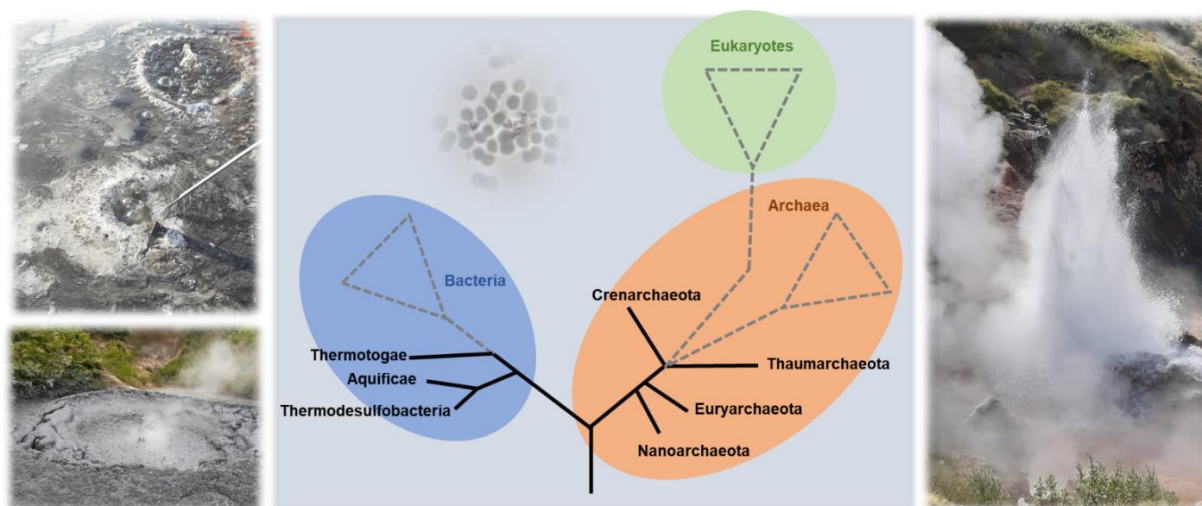 Eukaryotes
Archaea
Bacteria
Crenarchaeota
Thermotogae
Thaumarchaeota
Aquificae
Thermodesulfobacteria
Euryarchaeota
Nanoarchaeota